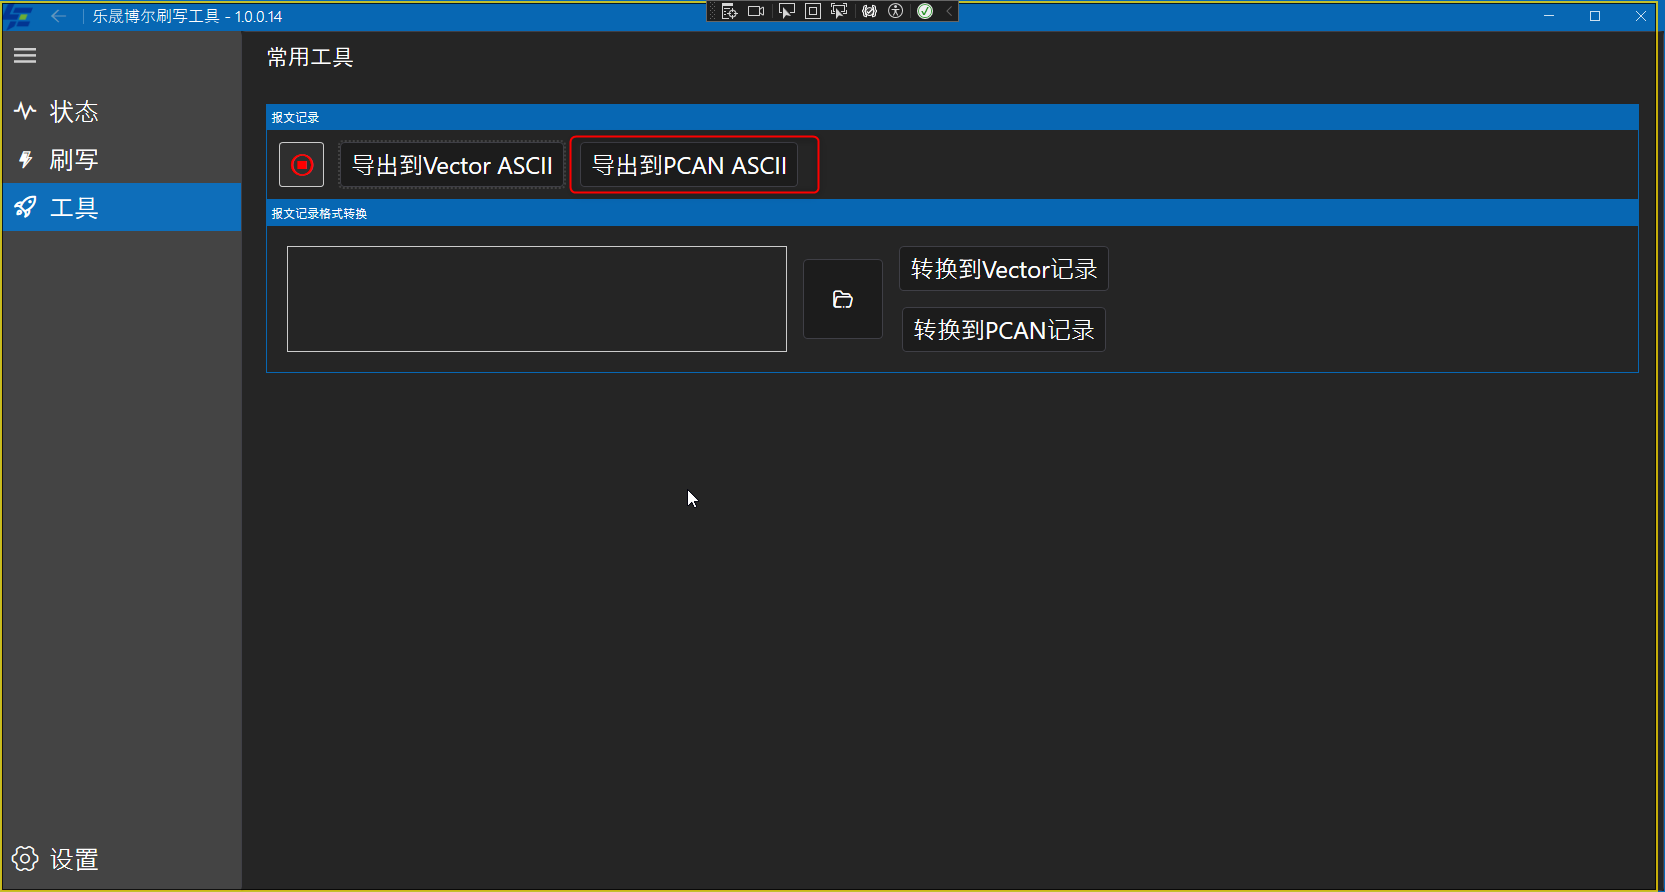 乐晟博尔刷写工具 - 1.0.0.14
常用工具
状态
刷写
工具
报文记录
导出到Vector ASCII
导出到PCAN ASCII
报文记录格式转换
转换到Vector记录
转换到PCAN记录
设置